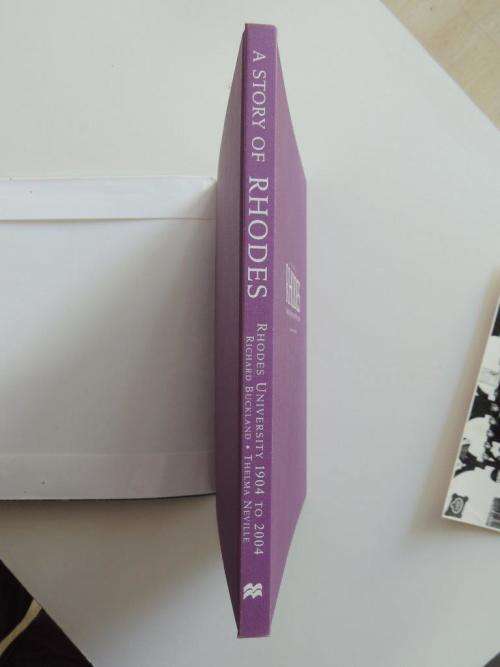 A STORY OF RHODES
RHODES UNIVERSITY 1904 TO 2004
RICHARD BUCKLAND • THELMA NEVILLE